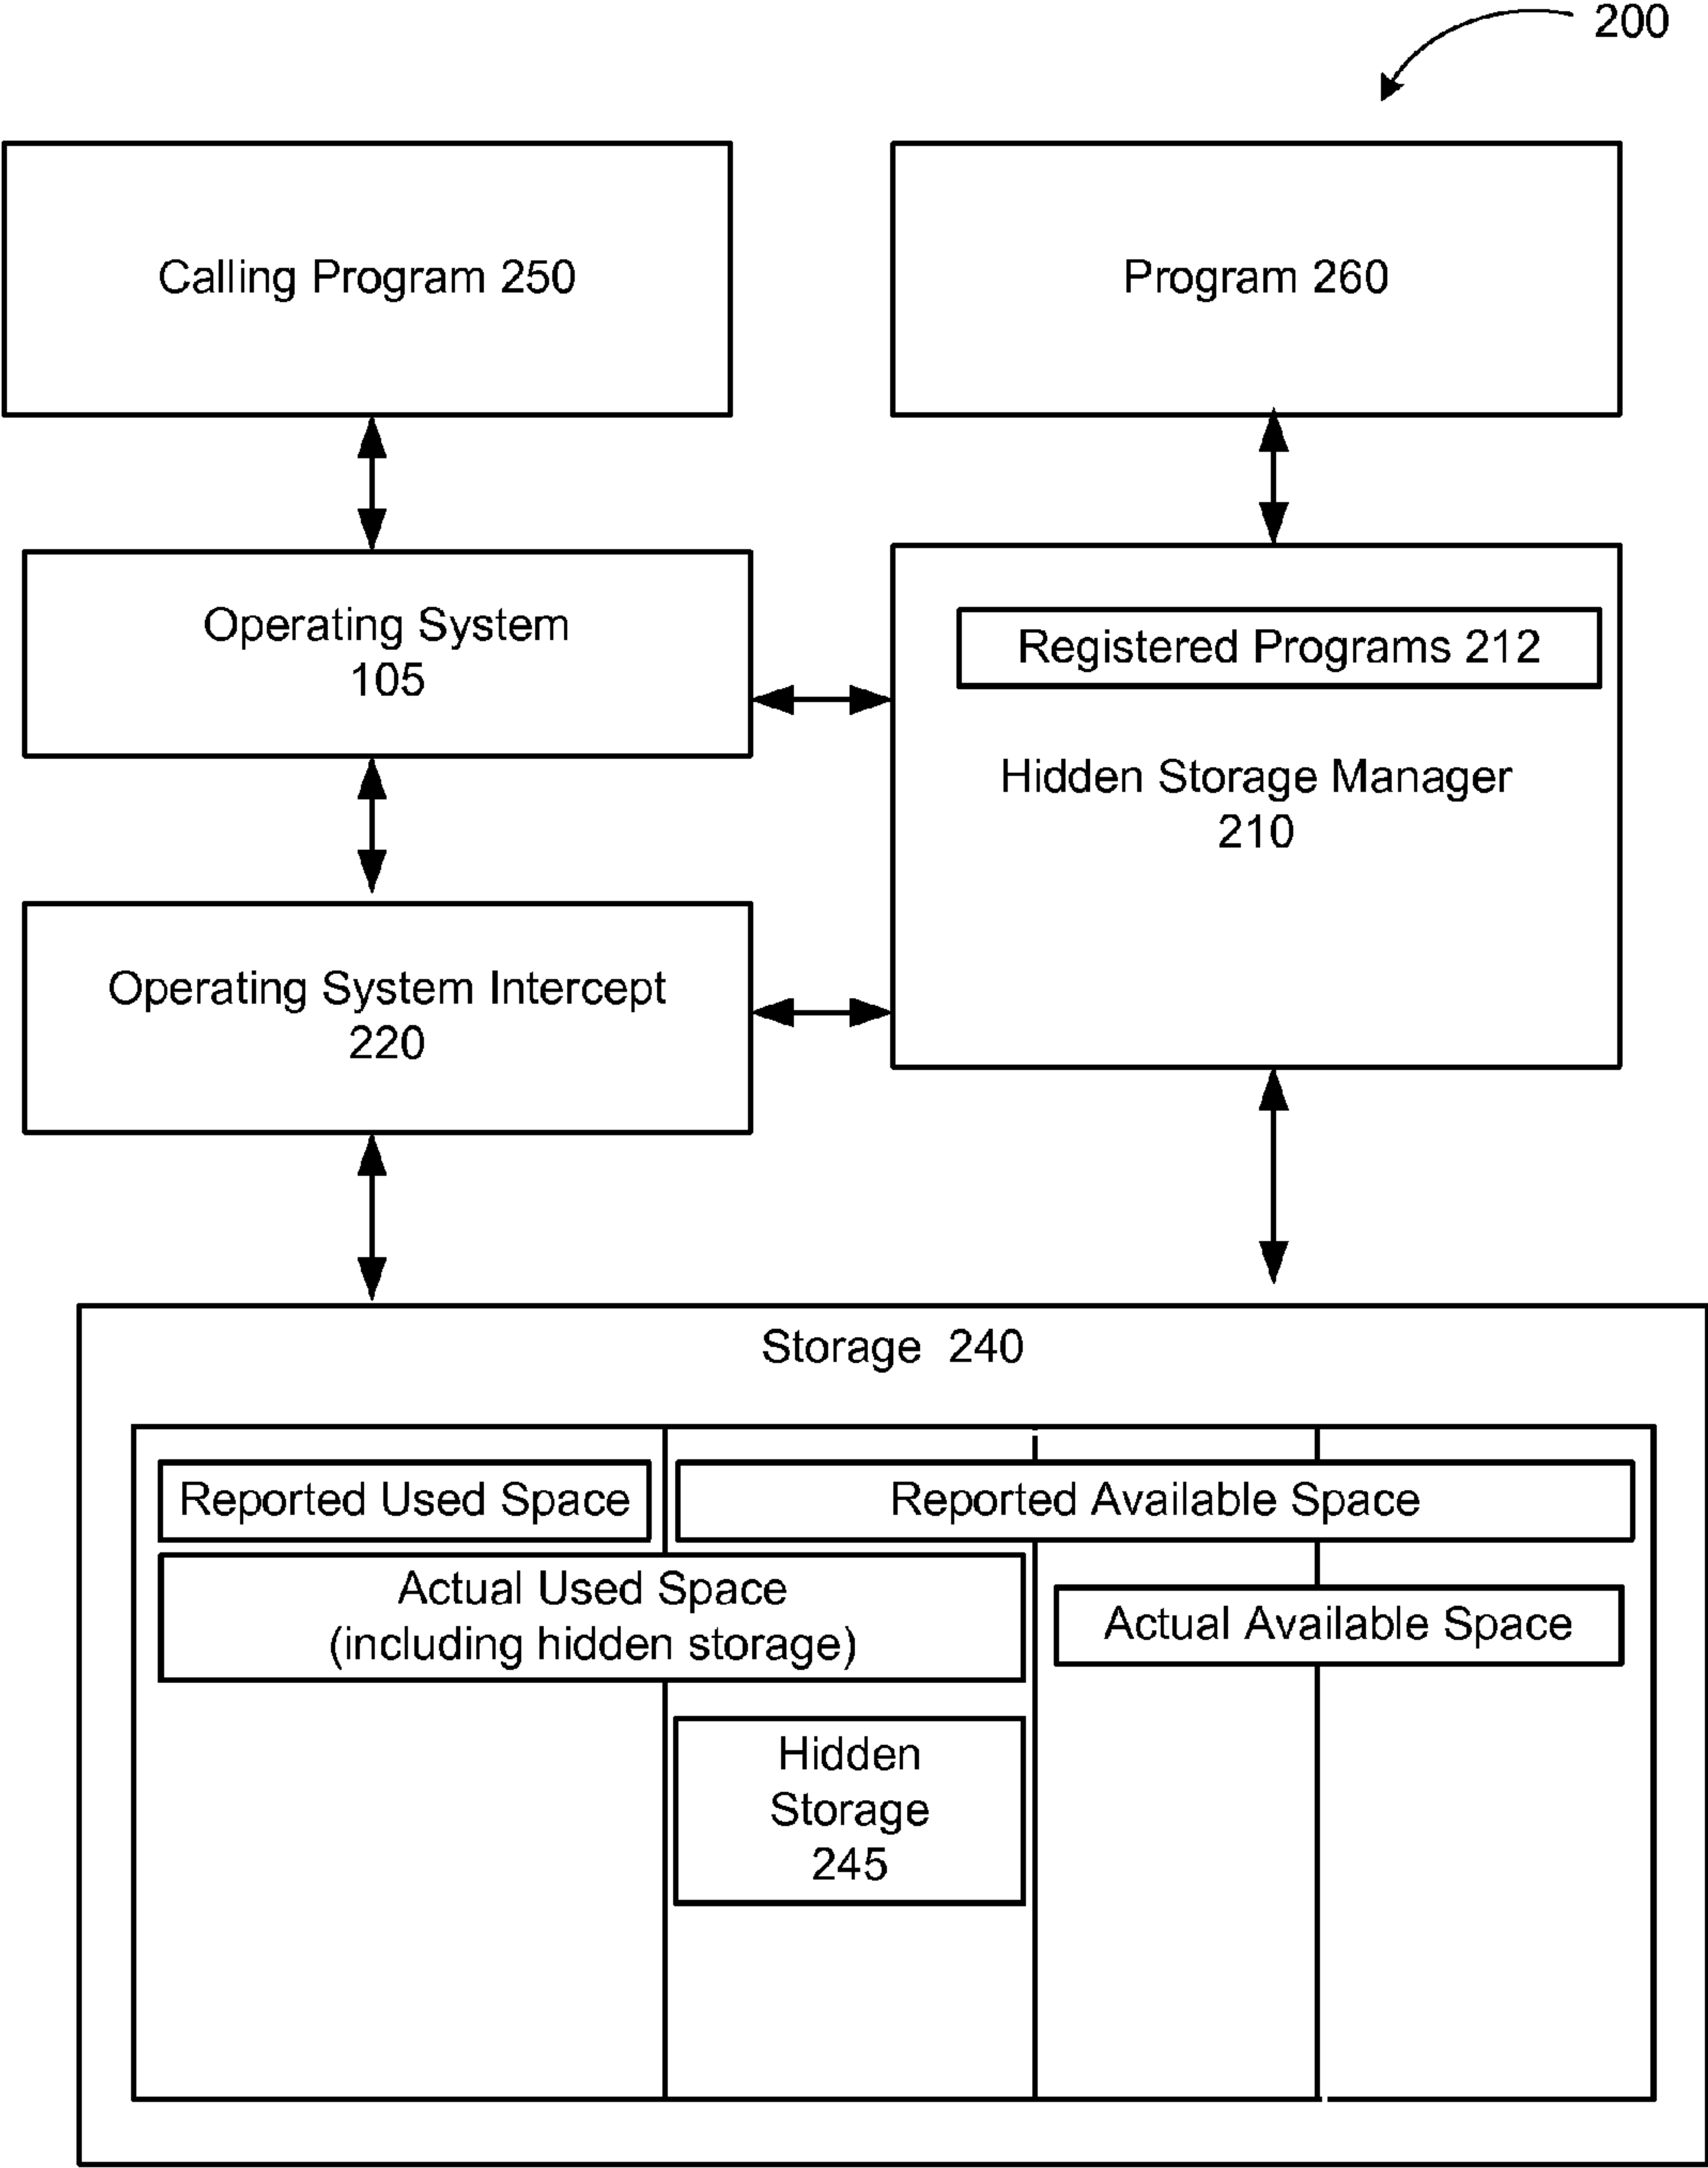 200
Calling Program 250
Program 260
Operating System
105
Registered Programs 212
Hidden Storage Manager
210
Operating System Intercept
220
Storage 240
Reported Used Space
Reported Available Space
Actual Used Space
(including hidden storage)
Actual Available Space
Hidden
Storage
245